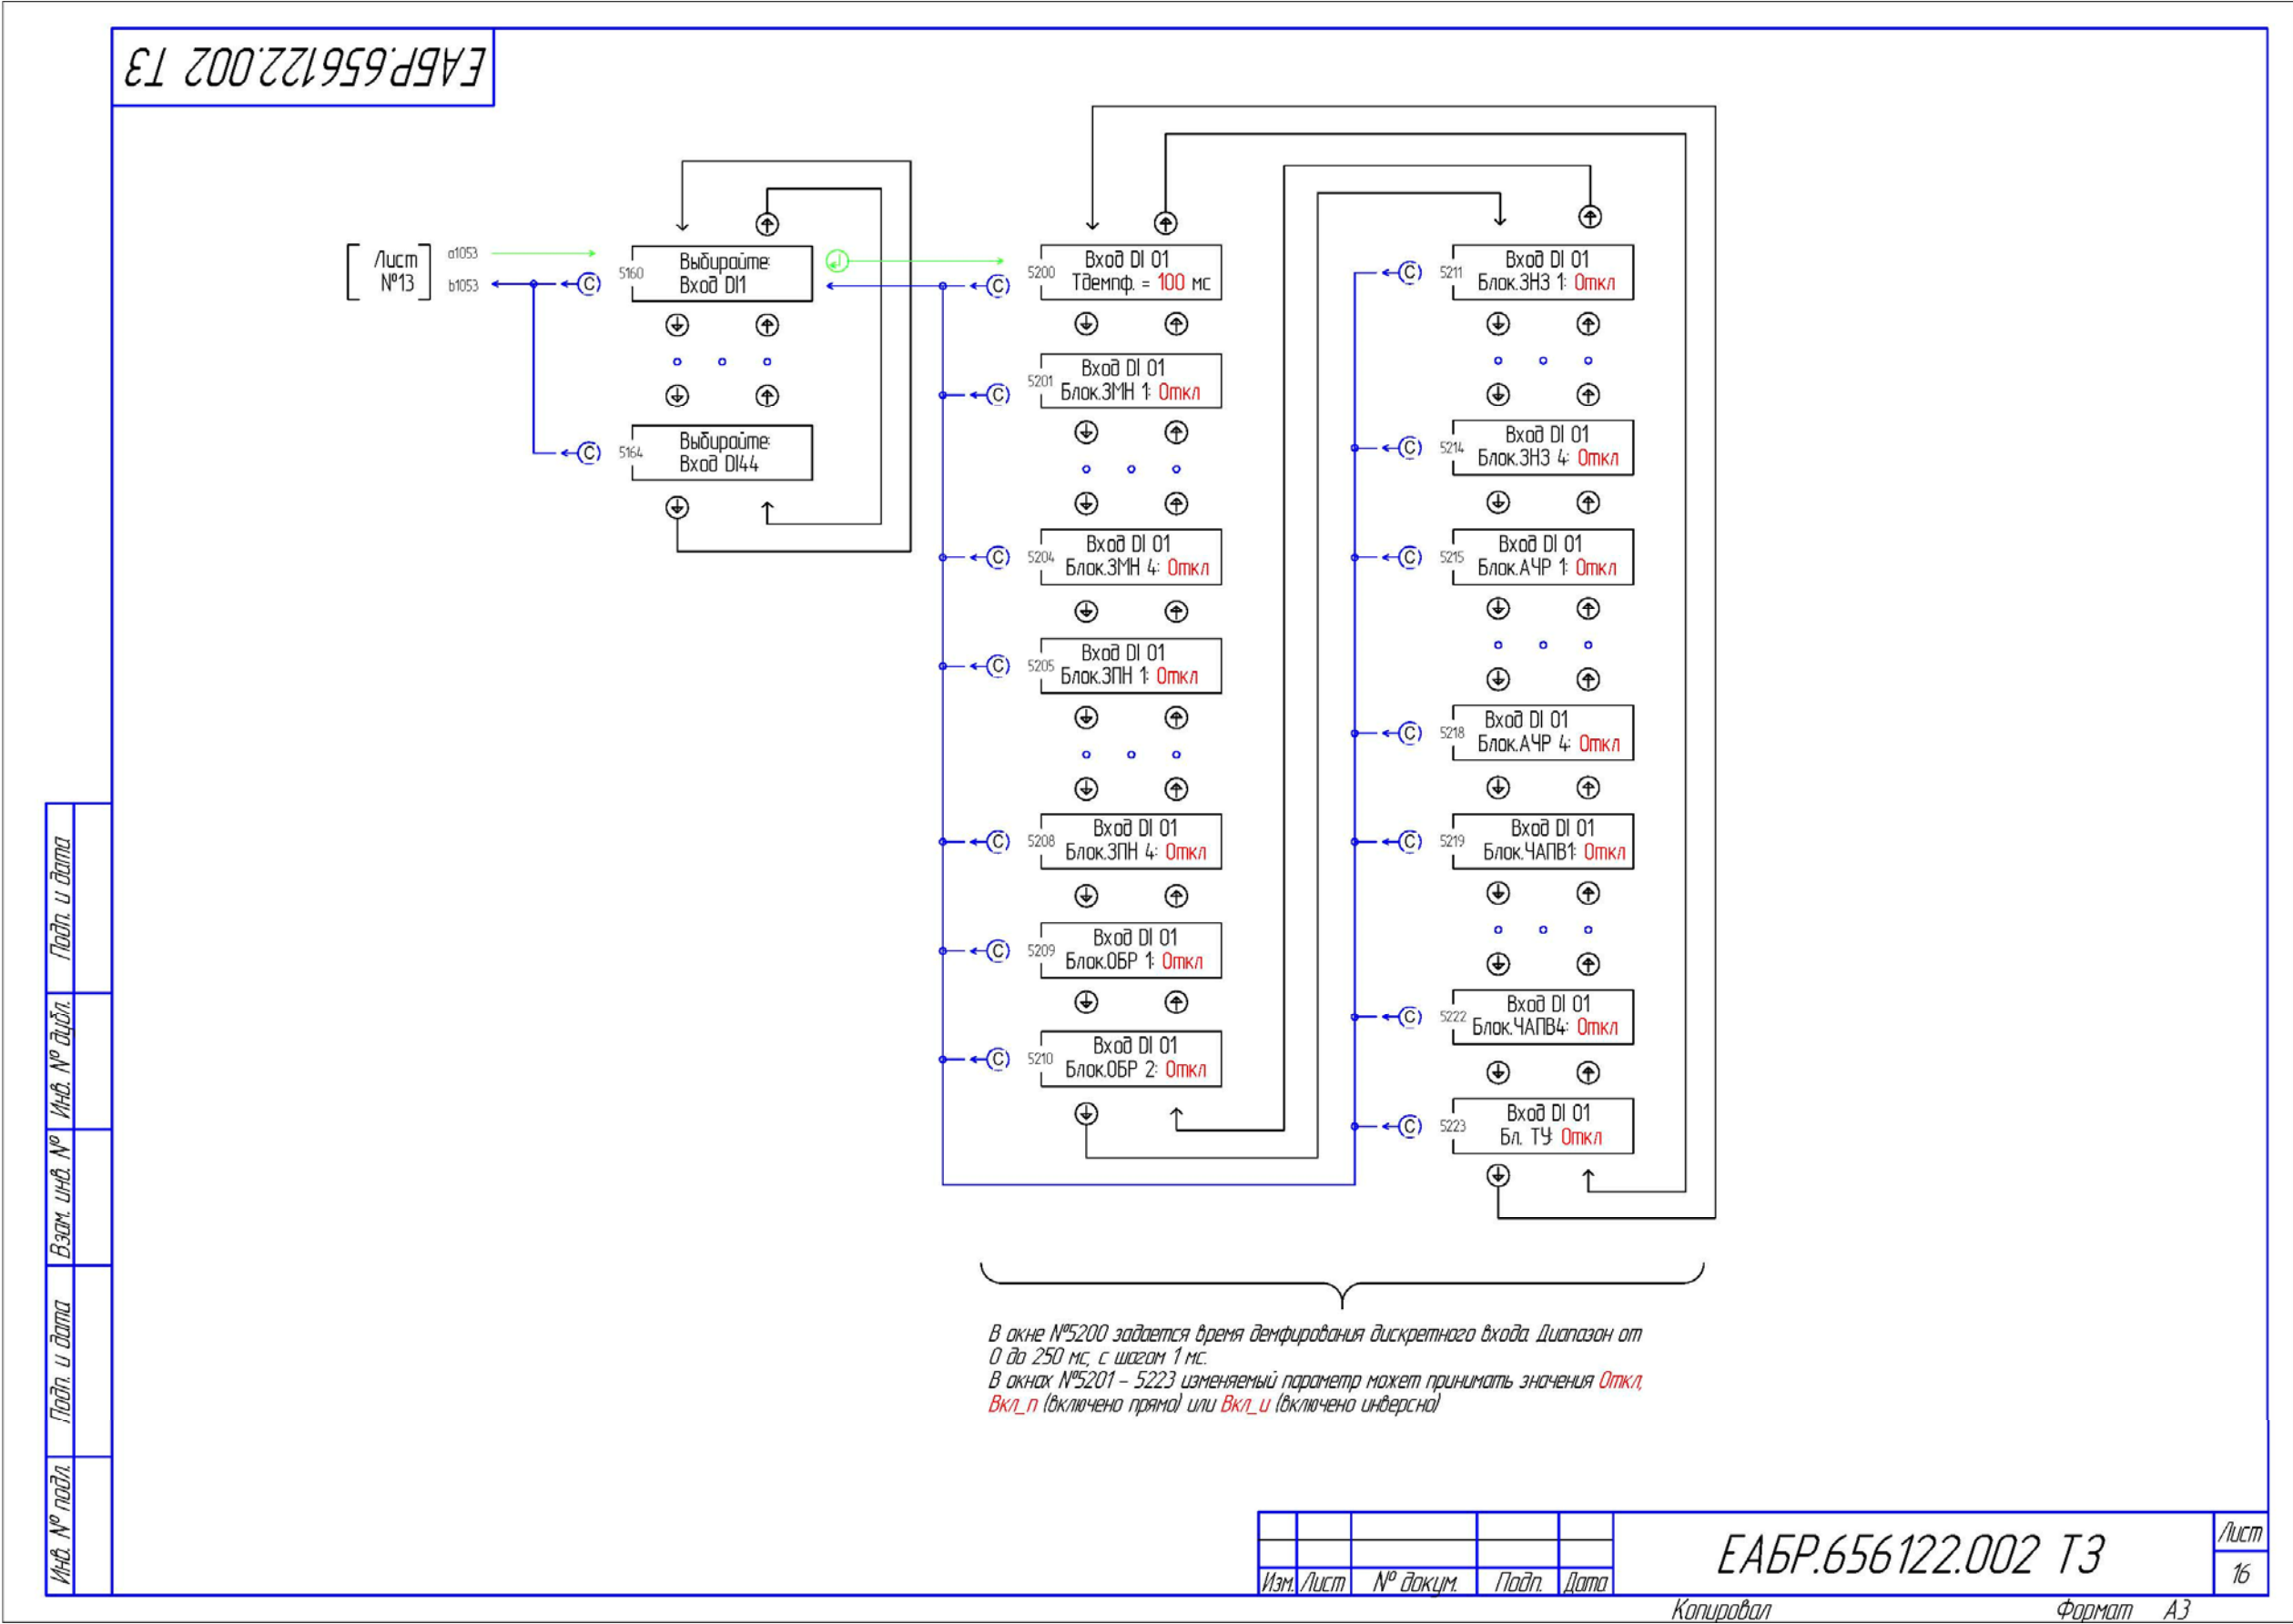 ЕАБР.656122.002 ТЗ
Лист
№13
а1053
b1053
С
5160
Выбирайте:
Вход DI1
С
5164
Выбирайте:
Вход DI44
С
5200
Вход DI 01
Тдемпф. = 100 мс
С
5201
Вход DI 01
Блок.ЗМН 1: Откл
С
5204
Вход DI 01
Блок.ЗМН 4: Откл
С
5205
Вход DI 01
Блок.ЗПН 1: Откл
С
5208
Вход DI 01
Блок.ЗПН 4: Откл
С
5209
Вход DI 01
Блок.ОБР 1: Откл
С
5210
Вход DI 01
Блок.ОБР 2: Откл
С
5211
Вход DI 01
Блок.ЗНЗ 1: Откл
С
5214
Вход DI 01
Блок.ЗНЗ 4: Откл
С
5215
Вход DI 01
Блок.АЧР 1: Откл
С
5218
Вход DI 01
Блок.АЧР 4: Откл
С
5219
Вход DI 01
Блок.ЧАПВ1: Откл
С
5222
Вход DI 01
Блок.ЧАПВ4: Откл
С
5223
Вход DI 01
Бл. ТУ: Откл
В окне №5200 задается время демфирования дискретного входа. Диапазон от
0 до 250 мс, с шагом 1 мс.
В окнах №5201 – 5223 изменяемый параметр может принимать значения Откл,
Вкл_п (включено прямо) или Вкл_и (включено инверсно)
Подп. и дата
Инв. № дубл.
Взам. инв. №
Подп. и дата
Инв. № подл.
Изм. Лист № докум. Подп. Дата
ЕАБР.656122.002 ТЗ
Лист
16
Копировал Формат А3